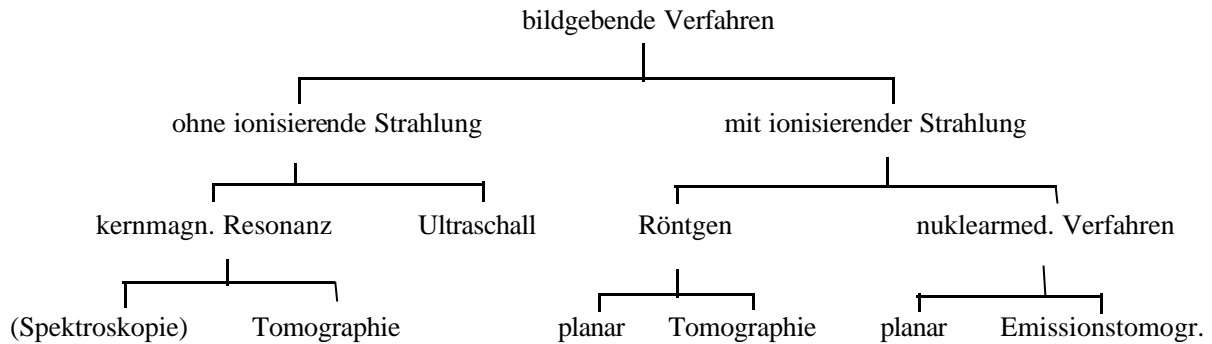 bildgebende Verfahren
ohne ionisierende Strahlung mit ionisierender Strahlung
kernmagn. Resonanz Ultraschall Röntgen nuklearmed. Verfahren
(Spektroskopie) Tomographie planar Tomographie planar Emissionstomogr.